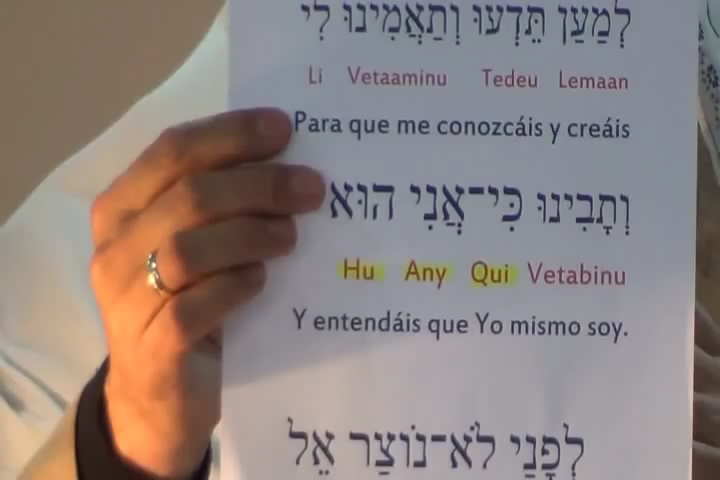 לְמַעַן תֵּדְעוּ וְתַאֲמִינוּ לִי
Li Vetaaminu Tedeu Lemaan
Para que me conozcáis y creáis
וְתָבִינוּ כִּי־אֲנִי הוּא
Hu Any Qui Vetabinu
Y entendáis que Yo mismo soy.
לְפָנַי לֹא־נוֹצַר אֵל